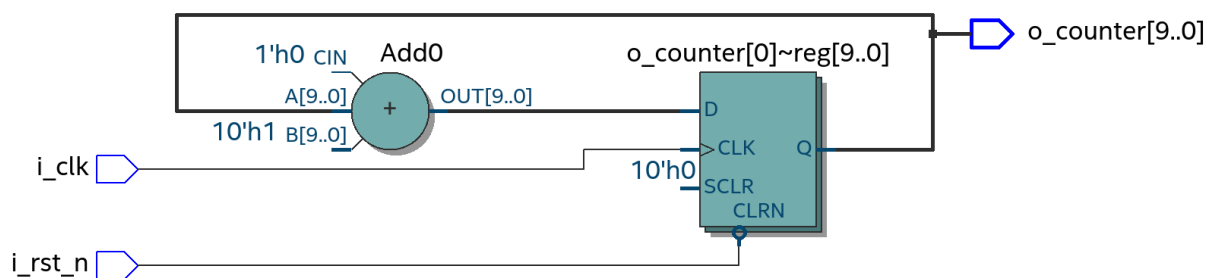 o_counter[9..0]
1'h0 CIN
Add0
o_counter[0]~reg[9..0]
A[9..0]
+
OUT[9..0]
D
10'h1 B[9..0]
i_clk
CLK
Q
10'h0
SCLR
CLRN
i_rst_n